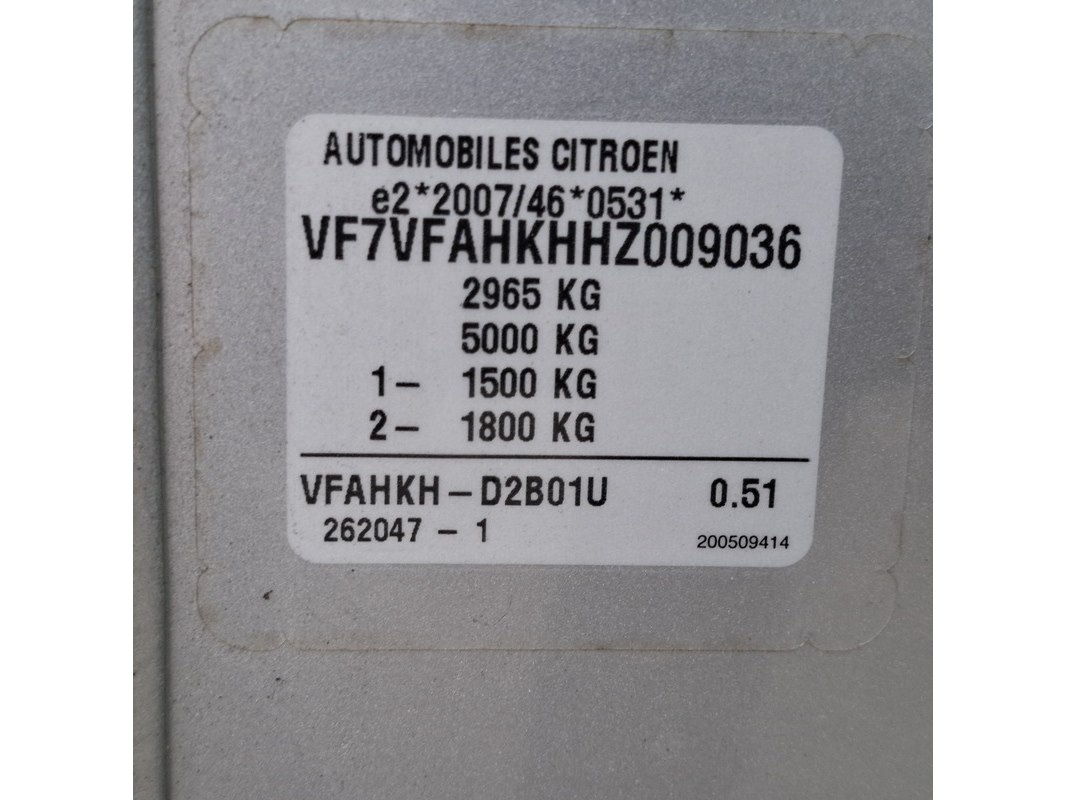 AUTOMOBILES CITROEN
e2*2007/46*0531*
VF7VFAHKHHZ009036
2965 KG
5000 KG
1– 1500 KG
2– 1800 KG
VFAHKH – D2B01U 0.51
262047 – 1 200509414